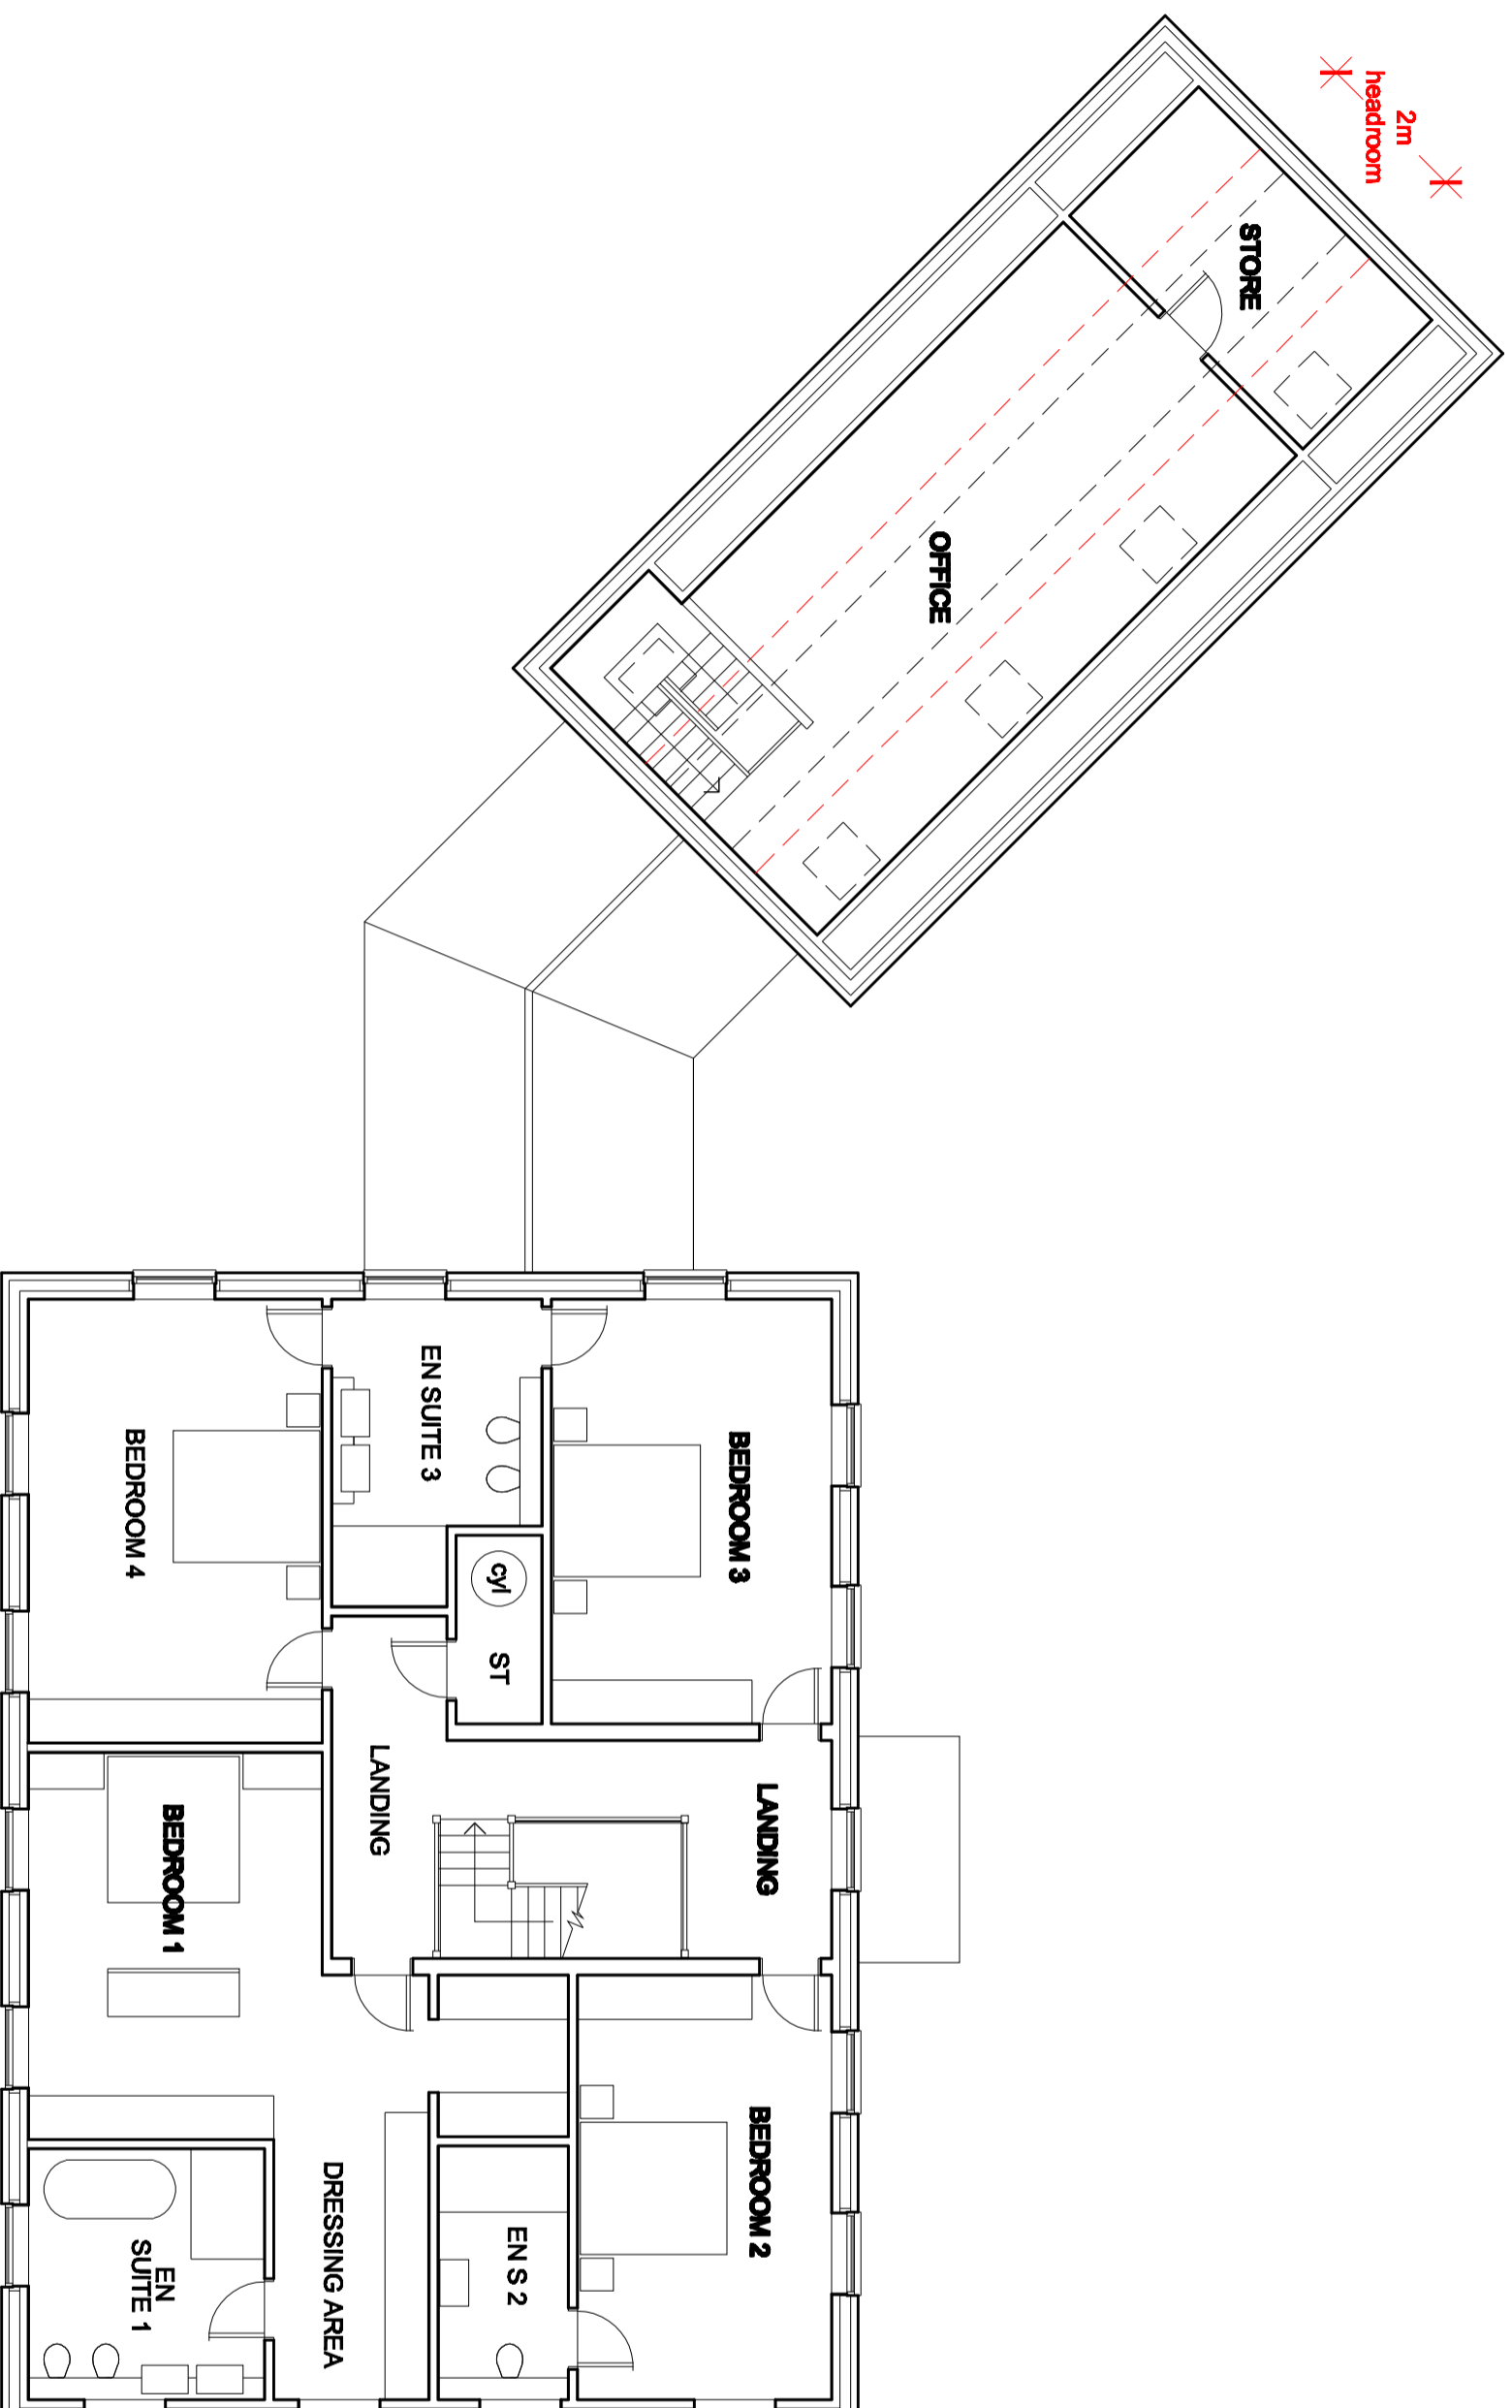 2m
headroom
STORE
OFFICE
BEDROOM 3
LANDING
BEDROOM 2
EN SUITE 3
cyl
ST
LANDING
EN S 2
DRESSING AREA
BEDROOM 4
BEDROOM 1
EN
SUITE 1